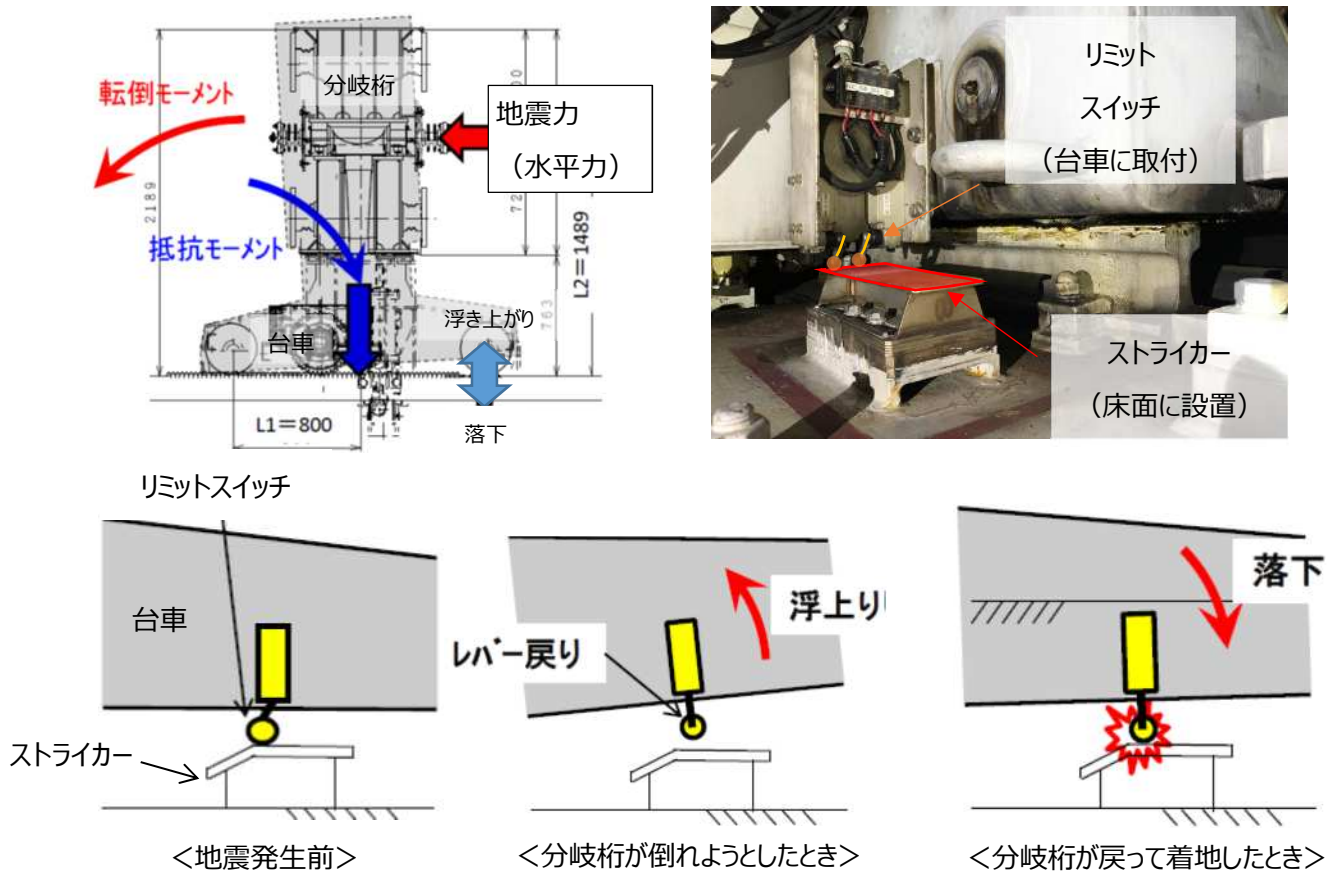 分岐桁
転倒モーメント
地震力
（水平力）
2189
抵抗モーメント
L2＝1489
763
浮き上がり
台車
L1＝800
落下
リミット
スイッチ
（台車に取付）
ストライカー
（床面に設置）
リミットスイッチ
台車
ストライカー
＜地震発生前＞
浮上り
レバー戻り
＜分岐桁が倒れようとしたとき＞
落下
＜分岐桁が戻って着地したとき＞